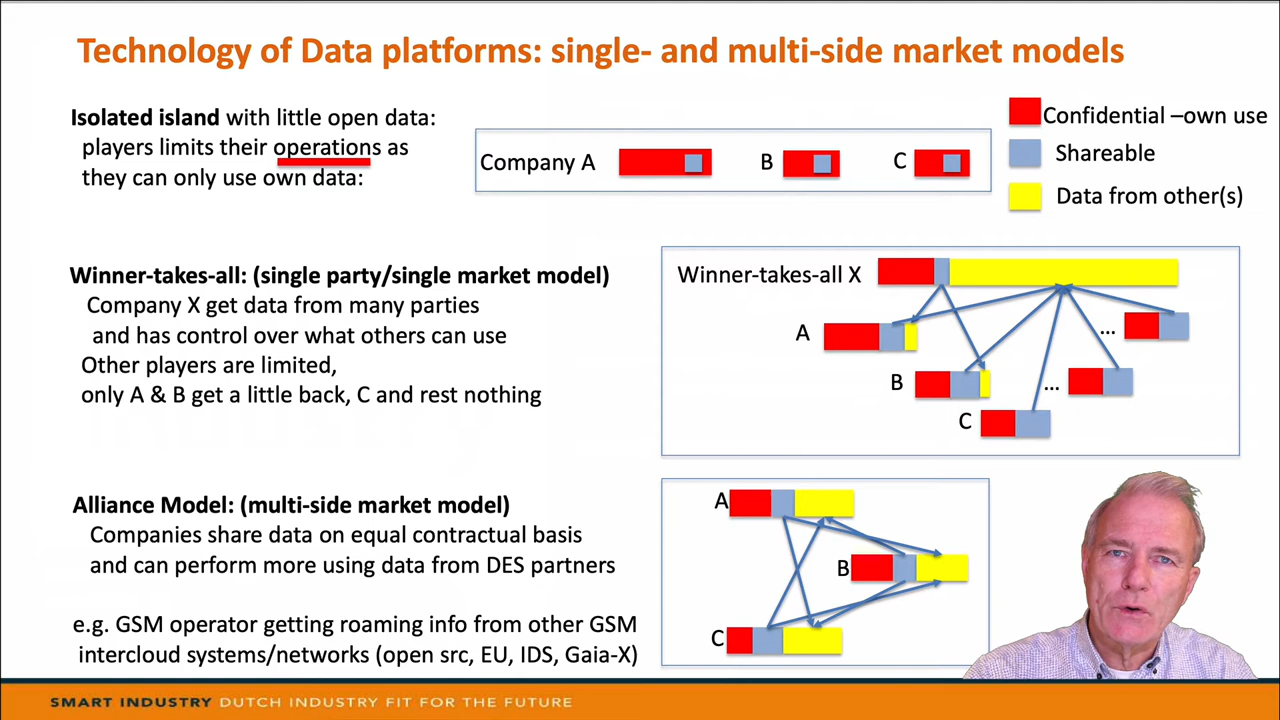 Technology of Data platforms: single- and multi-side market models
Isolated island with little open data:
players limits their operations as
they can only use own data:
Company A
B
C
Confidential –own use
Shareable
Data from other(s)
Winner-takes-all: (single party/single market model)
Company X get data from many parties
and has control over what others can use
Other players are limited,
only A & B get a little back, C and rest nothing
Winner-takes-all X
A
...
B
...
C
Alliance Model: (multi-side market model)
Companies share data on equal contractual basis
and can perform more using data from DES partners
e.g. GSM operator getting roaming info from other GSM
intercloud systems/networks (open src, EU, IDS, Gaia-X)
A
B
C
SMART INDUSTRY DUTCH INDUSTRY FIT FOR THE FUTURE